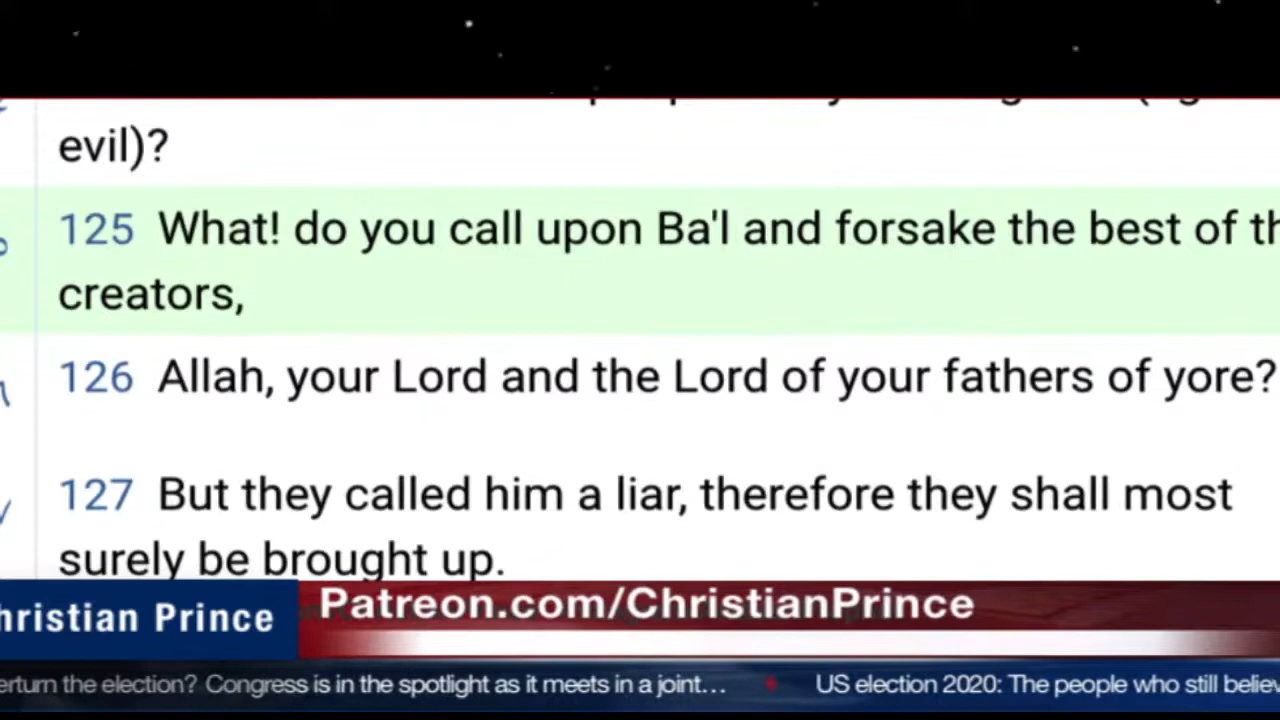 evil)?
125 What! do you call upon Ba'l and forsake the best of th
creators,
126 Allah, your Lord and the Lord of your fathers of yore?
127 But they called him a liar, therefore they shall most
surely be brought up.
hristian Prince
Patreon.com/ChristianPrince
erturn the election? Congress is in the spotlight as it meets in a joint... ♦ US election 2020: The people who still believ